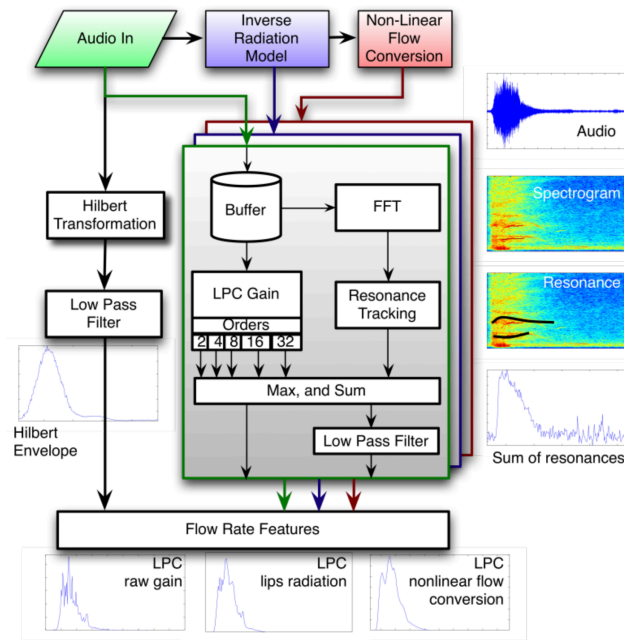 Audio In
Inverse
Radiation
Model
Non-Linear
Flow
Conversion
Audio
Hilbert
Transformation
Buffer
FFT
Spectrogram
LPC Gain
Orders
2 4 8 16 32
Resonance
Tracking
Resonance
Low Pass
Filter
Max, and Sum
Hilbert
Envelope
Low Pass Filter
Sum of resonances
Flow Rate Features
LPC
raw gain
LPC
lips radiation
LPC
nonlinear flow
conversion